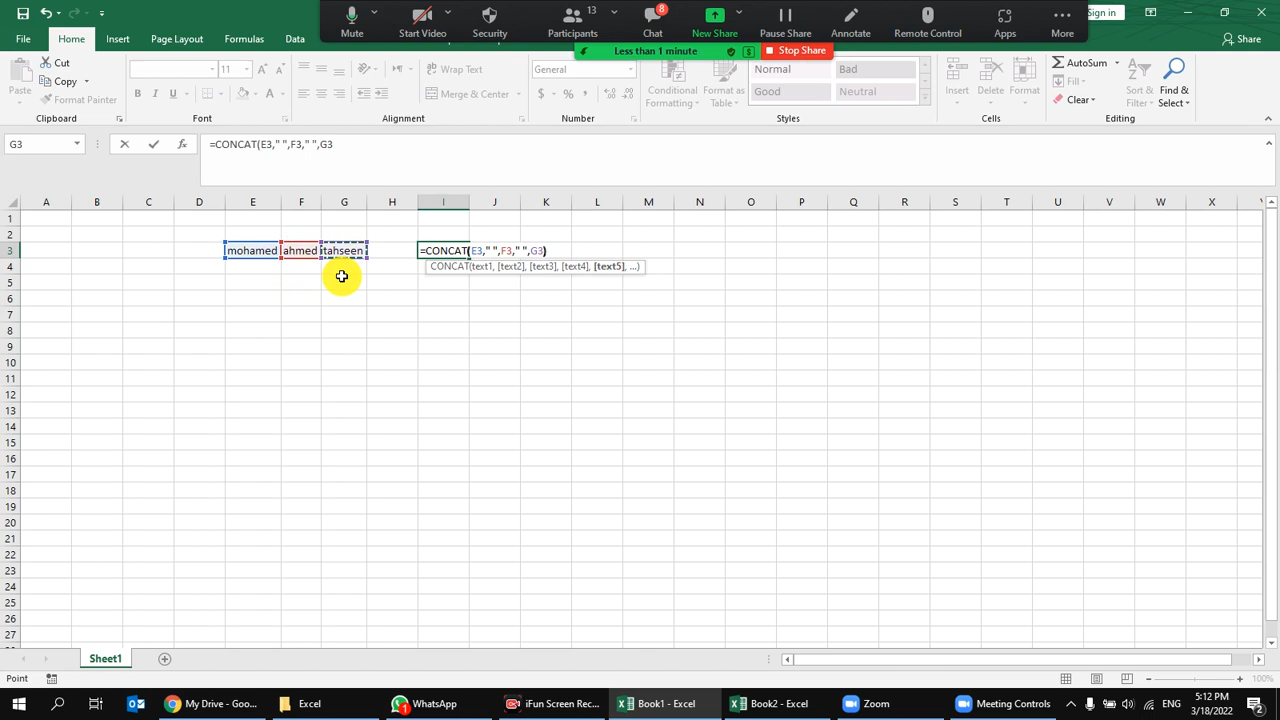 13
8
Mute
Start Video
Security
Participants
Chat
New Share
Pause Share
Annotate
Remote Control
Apps
More
Sign in
Less than 1 minute
Stop Share
File
Home
Insert
Page Layout
Formulas
Data
Share
Paste
Cut
Copy
Format Painter
Clipboard
11
B I U
Font
Wrap Text
Merge & Center
Alignment
General
$ % ,
Number
Conditional
Formatting
Format as
Table
Normal
Bad
Good
Neutral
Styles
Insert
Delete
Format
Cells
AutoSum
Fill
Clear
Sort &
Filter
Find &
Select
Editing
G3
fx
=CONCAT(E3," ",F3," ",G3
A B C D E F G H I J K L M N O P Q R S T U V W X
1
2
3 mohamed ahmed tahseen =CONCAT(E3," ",F3," ",G3)
4 CONCAT(text1, [text2], [text3], [text4], [text5], ...)
5
6
7
8
9
10
11
12
13
14
15
16
17
18
19
20
21
22
23
24
25
26
27
Sheet1
Point
100%
My Drive - Goo...
Excel
WhatsApp
1
iFun Screen Rec...
Book1 - Excel
Book2 - Excel
Zoom
Meeting Controls
5:12 PM
3/18/2022
2